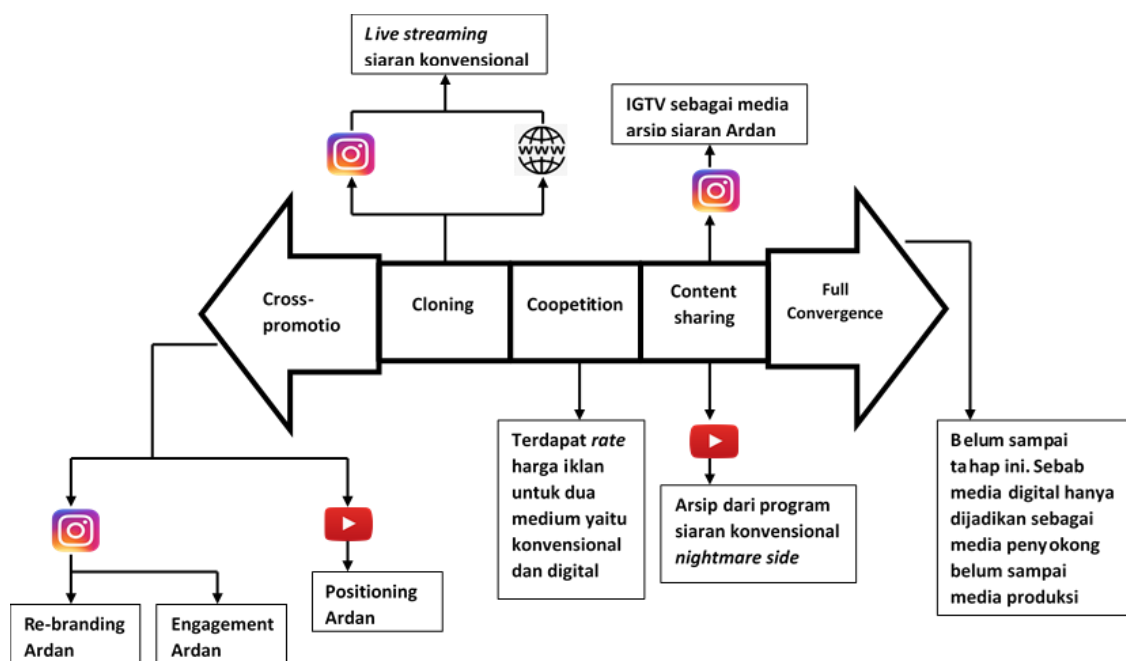 Live streaming
siaran konvensional
IGTV sebagai media
arsip siaran Ardan
www
Cross-
promotio
Cloning
Coopetition
Content
sharing
Full
Convergence
Terdapat rate
harga iklan
untuk dua
medium yaitu
konvensional
dan digital
Arsip dari program
siaran konvensional
nightmare side
Belum sampai
tahap ini. Sebab
media digital hanya
dijadikan sebagai
media penyokong
belum sampai
media produksi
Positioning
Ardan
Re-branding
Ardan
Engagement
Ardan